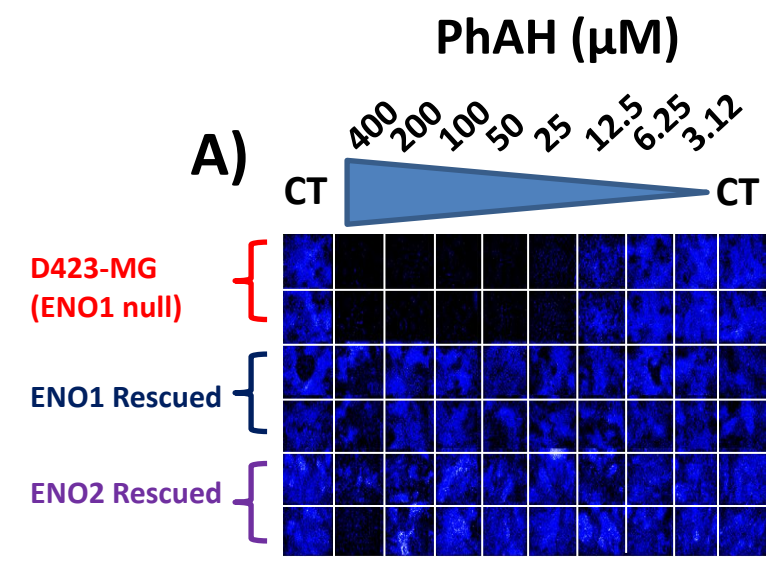 PhAH (µM)
A)
CT 400 200 100 50 25 12.5 6.25 3.12 CT
D423-MG
(ENO1 null)
ENO1 Rescued
ENO2 Rescued